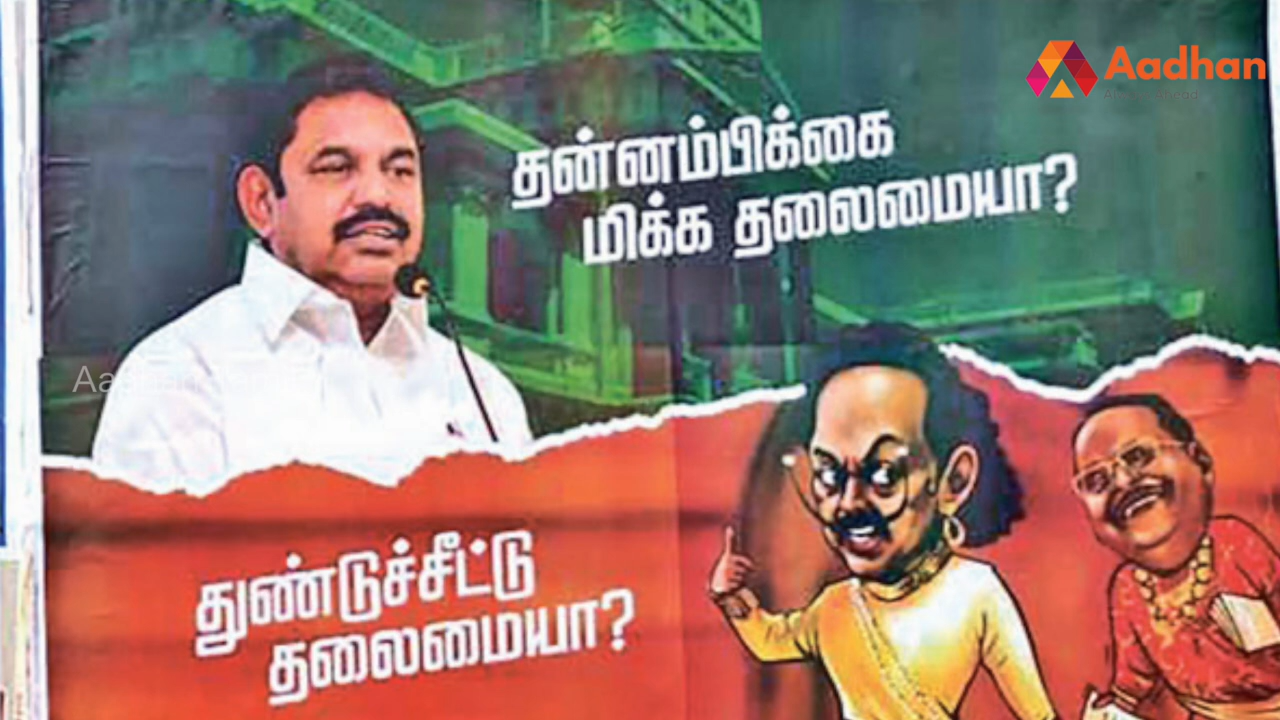 Aadhan
தன்னம்பிக்கை
மிக்க தலைமையா?
துண்டுச்சீட்டு
தலைமையா?